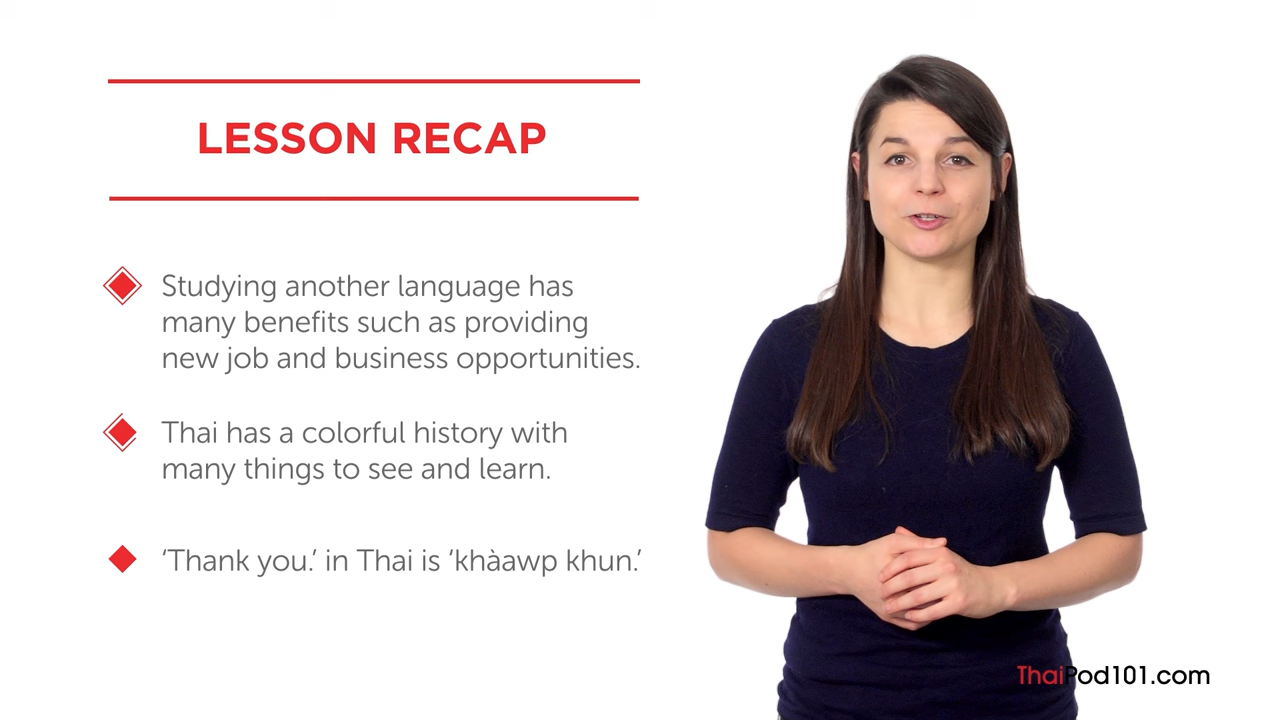 LESSON RECAP
Studying another language has
many benefits such as providing
new job and business opportunities.
Thai has a colorful history with
many things to see and learn.
‘Thank you.’ in Thai is ‘khàawp khun.’
ThaiPod101.com